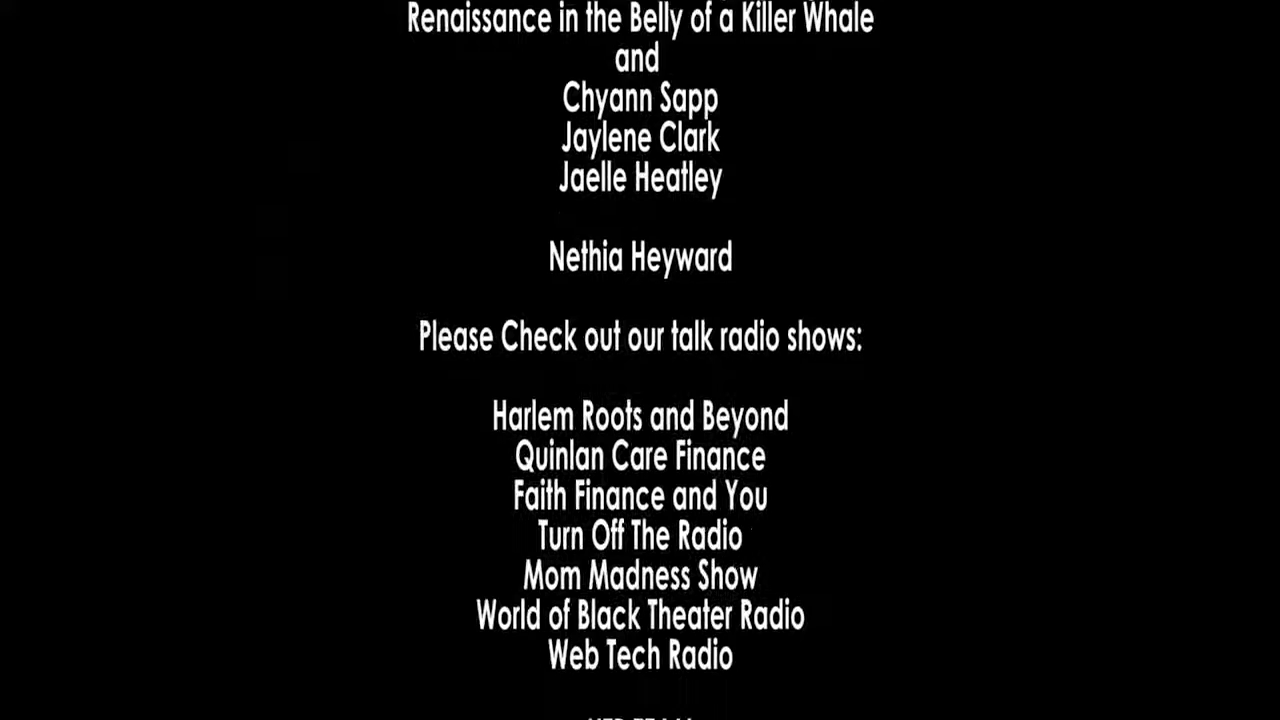 Renaissance in the Belly of a Killer Whale
and
Chyann Sapp
Jaylene Clark
Jaelle Heatley
Nethia Heyward
Please Check out our talk radio shows:
Harlem Roots and Beyond
Quinlan Care Finance
Faith Finance and You
Turn Off The Radio
Mom Madness Show
World of Black Theater Radio
Web Tech Radio